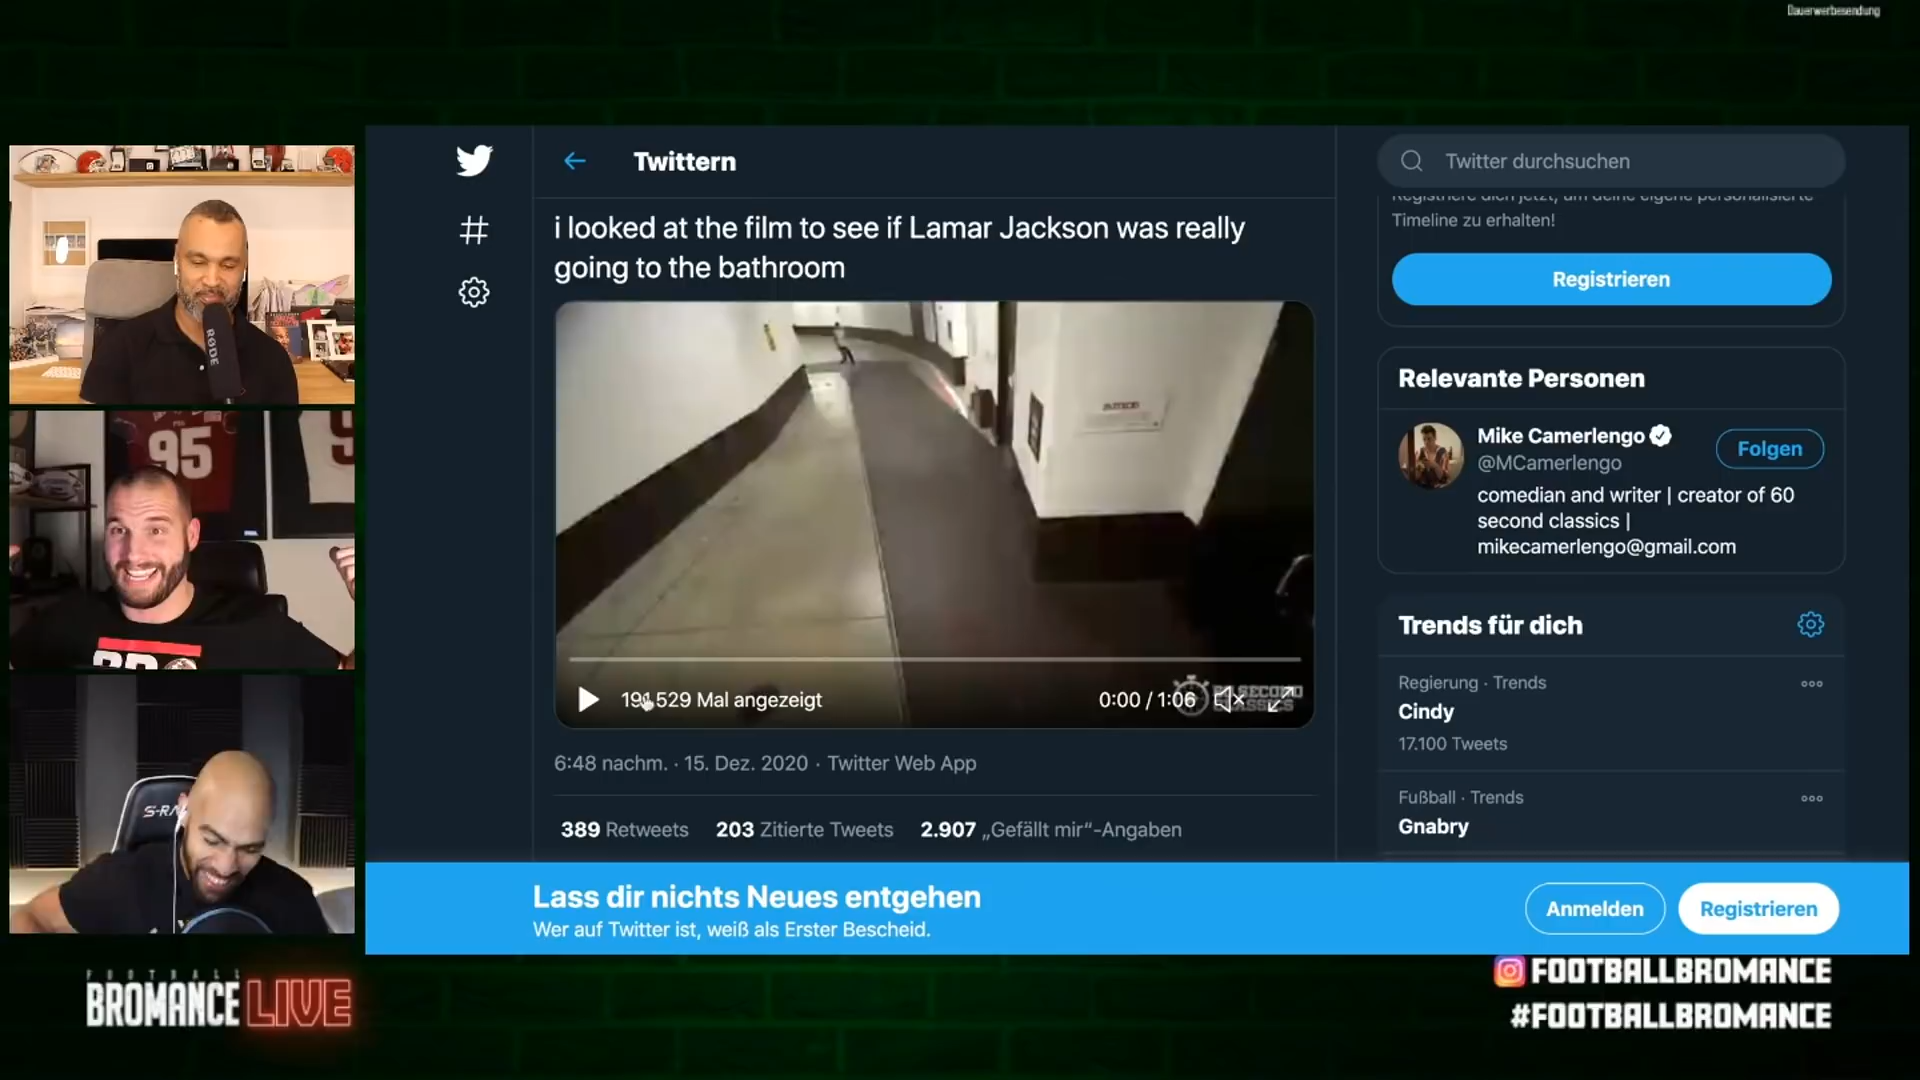 Dauerwerbesendung
Twittern
Twitter durchsuchen
i looked at the film to see if Lamar Jackson was really
going to the bathroom
Timeline zu erhalten!
Registrieren
Relevante Personen
Mike Camerlengo
@MCamerlengo
Folgen
comedian and writer | creator of 60
second classics |
mikecamerlengo@gmail.com
Trends für dich
Regierung · Trends
Cindy
17.100 Tweets
Fußball · Trends
Gnabry
Mal angezeigt
0:00 / 1:06
SECOND
CLASSICS
6:48 nachm. · 15. Dez. 2020 · Twitter Web App
389 Retweets 203 Zitierte Tweets 2.907 „Gefällt mir“-Angaben
Lass dir nichts Neues entgehen
Wer auf Twitter ist, weiß als Erster Bescheid.
Anmelden
Registrieren
RØDE
95
FOOTBALL
BROMANCE LIVE
FOOTBALLBROMANCE
#FOOTBALLBROMANCE